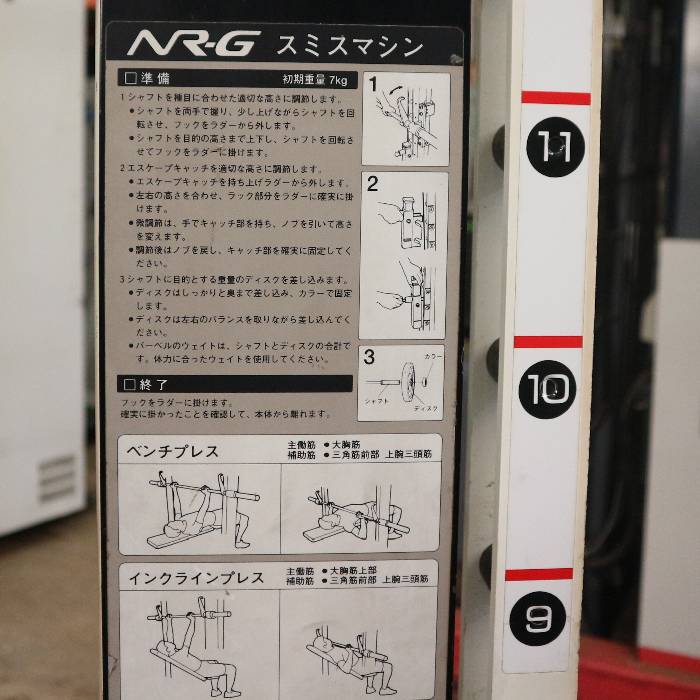 NR-G スミスマシン
□準備 初期重量 7kg
1 シャフトを種目に合わせた適切な高さに調節します。
●シャフトを両手で握り、少し上げながらシャフトを回
転させ、フックをラダーから外します。
●シャフトを目的の高さまで上下し、シャフトを回転さ
せてフックをラダーに掛けます。
2 エスケープキャッチを適切な高さに調節します。
●エスケープキャッチを持ち上げラダーから外します。
●左右の高さを合わせ、ラック部分をラダーに確実に掛
けます。
●微調節は、手でキャッチ部を持ち、ノブを引いて高さ
を変えます。
●調節後はノブを戻し、キャッチ部を確実に固定してく
ださい。
3 シャフトに目的とする重量のディスクを差し込みます。
●ディスクはしっかりと奥まで差し込み、カラーで固定
します。
●ディスクは左右のバランスを取りながら差し込んでく
ださい。
●バーベルのウェイトは、シャフトとディスクの合計で
す。体力に合ったウェイトを使用してください。
□終了
フックをラダーに掛けます。
確実に掛かったことを確認して、本体から離れます。
1
2
3
カラー
シャフト
ディスク
ベンチプレス
主働筋 ●大胸筋
補助筋 ●三角筋前部 上腕三頭筋
インクラインプレス
主働筋 ●大胸筋上部
補助筋 ●三角筋前部 上腕三頭筋
11
10
9